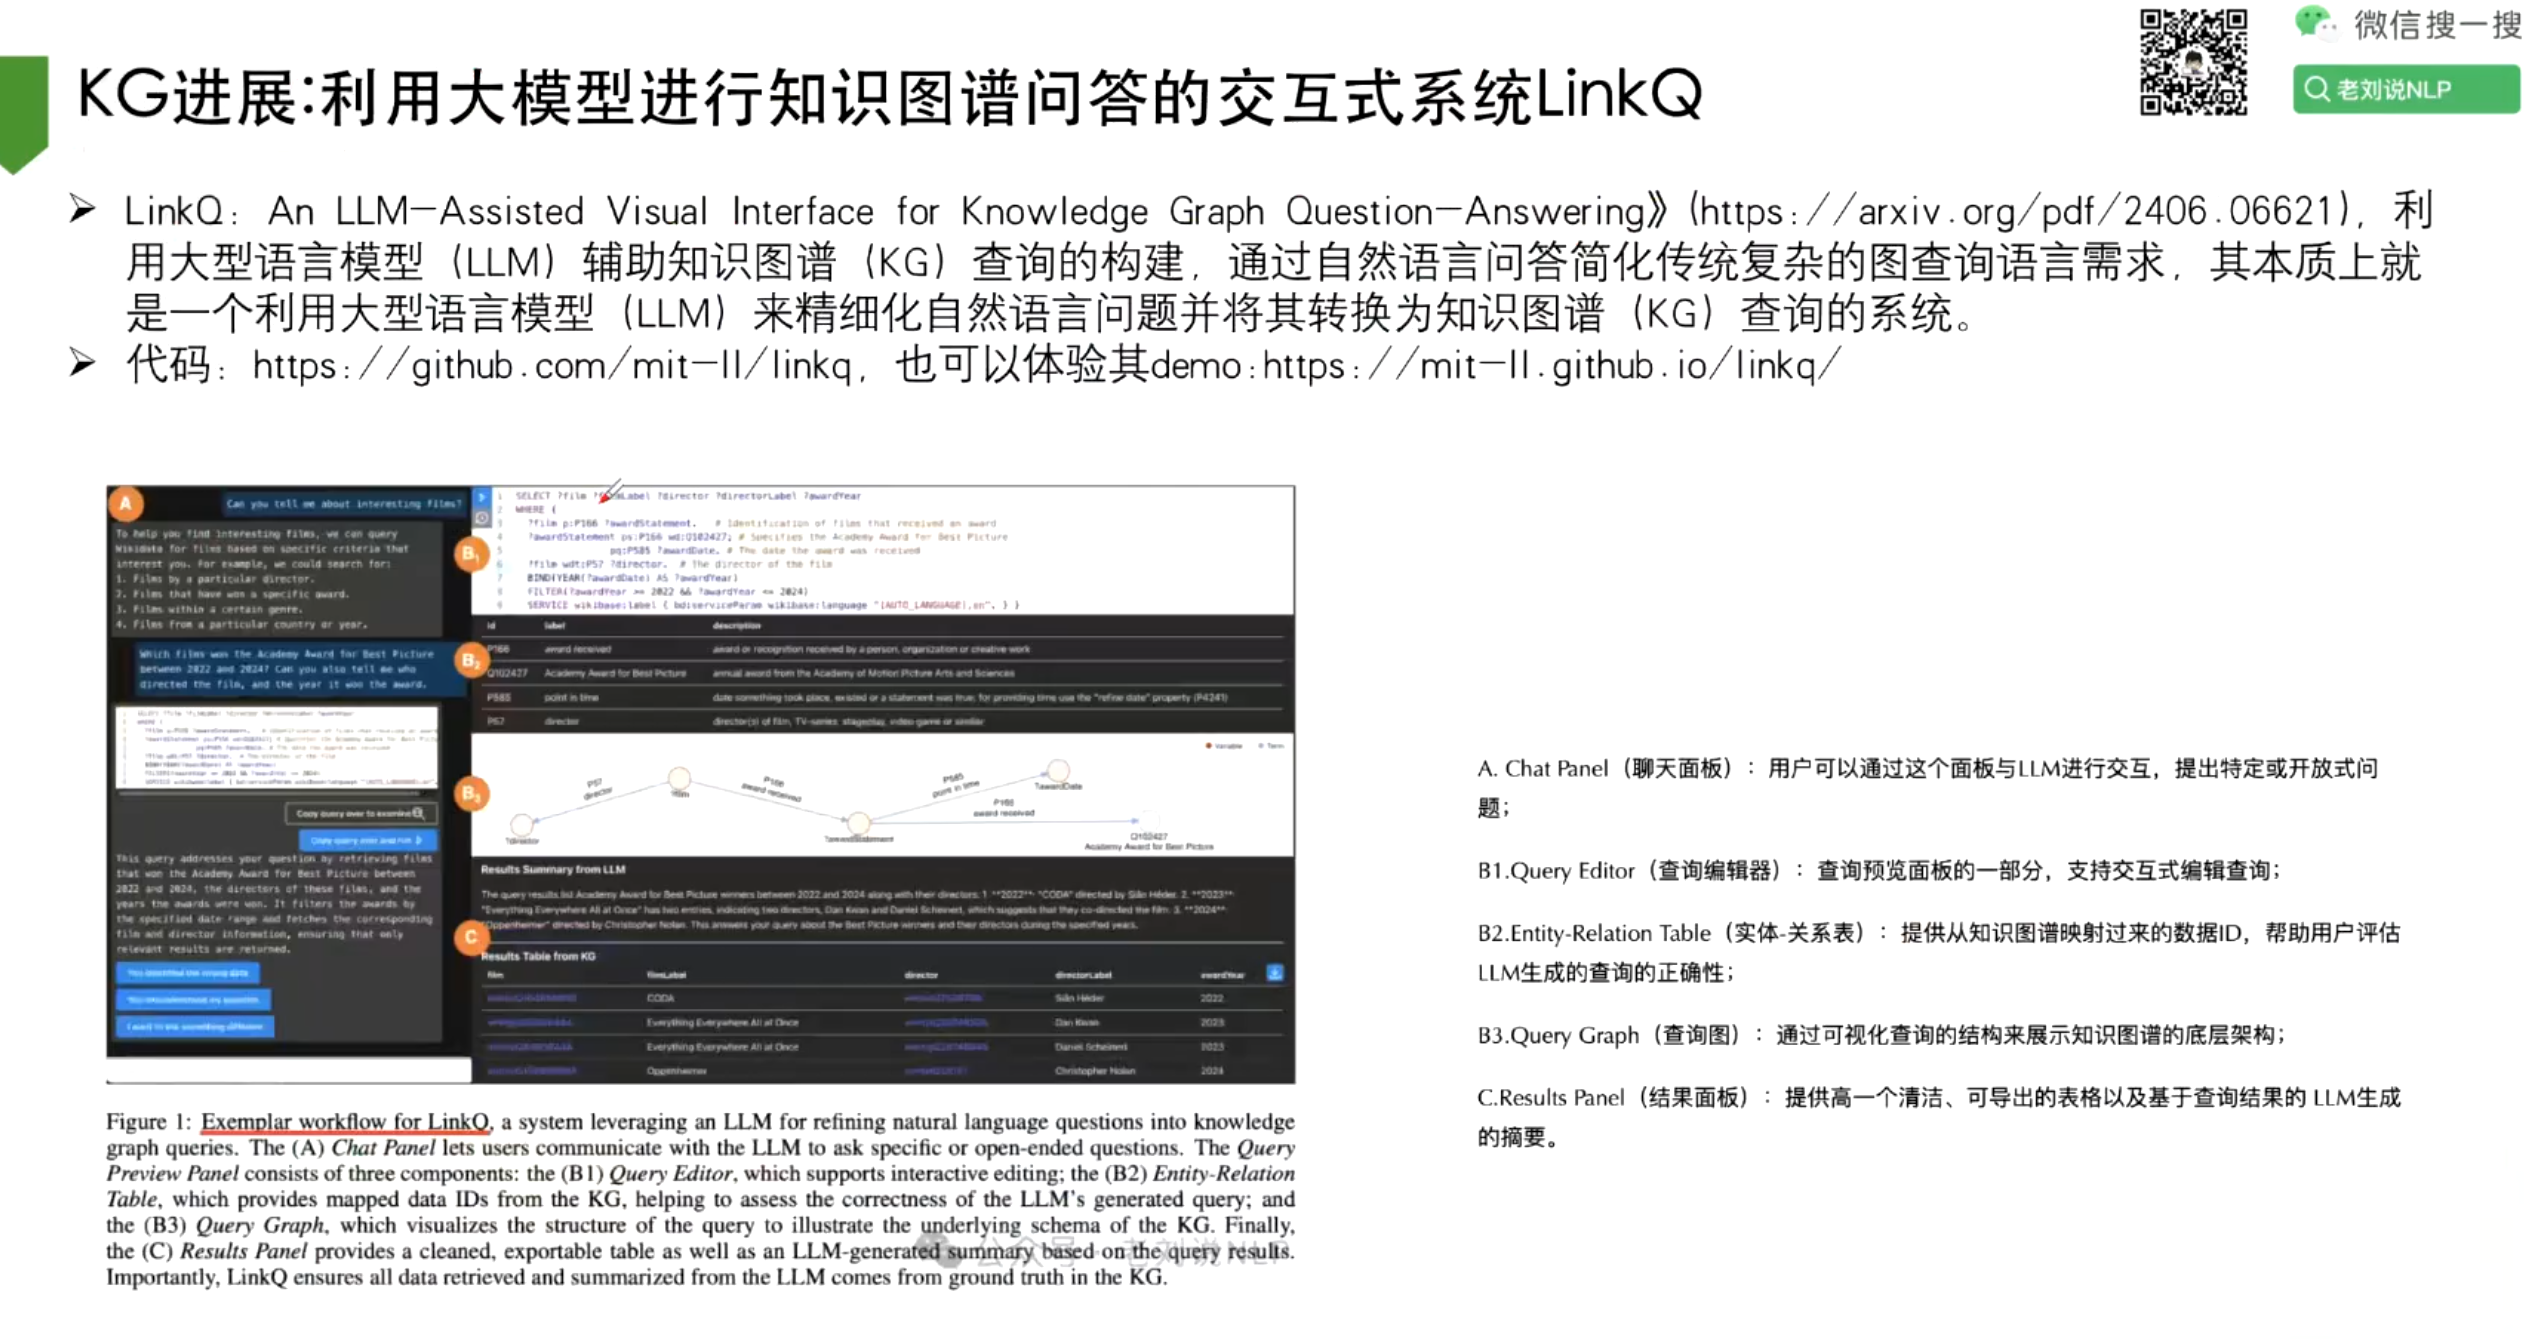 微信搜一搜
老刘说NLP
KG进展:利用大模型进行知识图谱问答的交互式系统LinkQ
➢ LinkQ: An LLM-Assisted Visual Interface for Knowledge Graph Question-Answering》(https://arxiv.org/pdf/2406.06621), 利
用大型语言模型（LLM）辅助知识图谱（KG）查询的构建，通过自然语言问答简化传统复杂的图查询语言需求，其本质上就
是一个利用大型语言模型（LLM）来精细化自然语言问题并将其转换为知识图谱（KG）查询的系统。
➢ 代码：https://github.com/mit-ll/linkq，也可以体验其demo:https://mit-ll.github.io/linkq/
A
Can you tell me about interesting films?
To help you find interesting films, we can query
Wikidata for films based on specific criteria that
interest you. For example, we could search for:
1. Films by a particular director.
2. Films that have won a specific award.
3. Films within a certain genre.
4. Films from a particular country or year.
Which films won the Academy Award for Best Picture
between 2022 and 2024? Can you also tell me who
directed the film, and the year it won the award.
Copy query over to examine
This query addresses your question by retrieving films
that won the Academy Award for Best Picture between
2022 and 2024, the directors of these films, and the
years the awards were won. It filters the awards by
the specified date range and fetches the corresponding
film and director information, ensuring that only
relevant results are returned.
B1
1 SELECT ?film ?filmLabel ?director ?directorLabel ?awardYear
2 WHERE {
3 ?film p:P166 ?awardStatement. # Identification of films that received an award
4 ?awardStatement ps:P166 wd:Q102427; # Specifies the Academy Award for Best Picture
5 pq:P585 ?awardDate. # The date the award was received
6 ?film wdt:P57 ?director. # The director of the film
7 BIND(YEAR(?awardDate) AS ?awardYear)
8 FILTER(?awardYear >= 2022 && ?awardYear <= 2024)
9 SERVICE wikibase:label { bd:serviceParam wikibase:language "[AUTO_LANGUAGE],en". } }
B2
id label description
P166 award received award or recognition received by a person, organization or creative work
Q102427 Academy Award for Best Picture annual award from the Academy of Motion Picture Arts and Sciences
P585 point in time date something took place, existed or a statement was true; for providing time use the "refine date" property (P4241)
P57 director director(s) of film, TV-series, stageplay, video game or similar
B3
Variable Term
P57
director
?film
P166
award received
P585
point in time
?awardDate
P166
award received
?director
?awardStatement
Q102427
Academy Award for Best Picture
C
Results Summary from LLM
The query results list Academy Award for Best Picture winners between 2022 and 2024 along with their directors: 1. **2022**: "CODA" directed by Siân Héder. 2. **2023**:
"Everything Everywhere All at Once" has two entries, indicating two directors, Dan Kwan and Daniel Scheinert, which suggests that they co-directed the film. 3. **2024**:
"Oppenheimer" directed by Christopher Nolan. This answers your query about the Best Picture winners and their directors during the specified years.
Results Table from KG
film filmLabel director directorLabel awardYear
CODA Siân Héder 2022
Everything Everywhere All at Once Dan Kwan 2023
Everything Everywhere All at Once Daniel Scheinert 2023
Oppenheimer Christopher Nolan 2024
Figure 1: Exemplar workflow for LinkQ, a system leveraging an LLM for refining natural language questions into knowledge
graph queries. The (A) Chat Panel lets users communicate with the LLM to ask specific or open-ended questions. The Query
Preview Panel consists of three components: the (B1) Query Editor, which supports interactive editing; the (B2) Entity-Relation
Table, which provides mapped data IDs from the KG, helping to assess the correctness of the LLM's generated query; and
the (B3) Query Graph, which visualizes the structure of the query to illustrate the underlying schema of the KG. Finally,
the (C) Results Panel provides a cleaned, exportable table as well as an LLM-generated summary based on the query results.
Importantly, LinkQ ensures all data retrieved and summarized from the LLM comes from ground truth in the KG.
公众号·老刘说NLP
A. Chat Panel（聊天面板）：用户可以通过这个面板与LLM进行交互，提出特定或开放式问
题；
B1.Query Editor（查询编辑器）：查询预览面板的一部分，支持交互式编辑查询；
B2.Entity-Relation Table（实体-关系表）：提供从知识图谱映射过来的数据ID，帮助用户评估
LLM生成的查询的正确性；
B3.Query Graph（查询图）：通过可视化查询的结构来展示知识图谱的底层架构；
C.Results Panel（结果面板）：提供高一个清洁、可导出的表格以及基于查询结果的 LLM生成
的摘要。